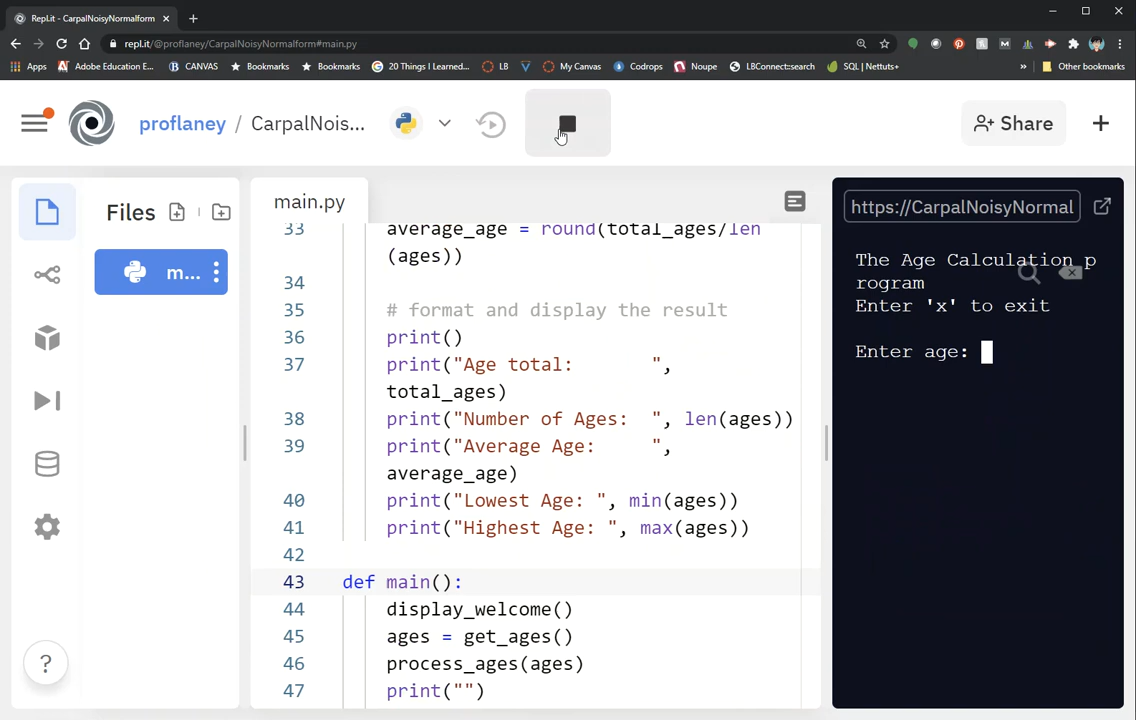 Repl.it - CarpalNoisyNormalform
repl.it/@proflaney/CarpalNoisyNormalform#main.py
Apps Adobe Education E... CANVAS Bookmarks Bookmarks 20 Things I Learned... LB My Canvas Codrops Noupe LBConnect:search SQL | Nettuts+ » Other bookmarks
proflaney / CarpalNois... Share
Files
m...
main.py
33 average_age = round(total_ages/len
(ages))
34
35 # format and display the result
36 print()
37 print("Age total:       ",
total_ages)
38 print("Number of Ages:  ", len(ages))
39 print("Average Age:     ",
average_age)
40 print("Lowest Age: ", min(ages))
41 print("Highest Age: ", max(ages))
42
43 def main():
44 display_welcome()
45 ages = get_ages()
46 process_ages(ages)
47 print("")
https://CarpalNoisyNormal
The Age Calculation p
rogram
Enter 'x' to exit
Enter age:
?